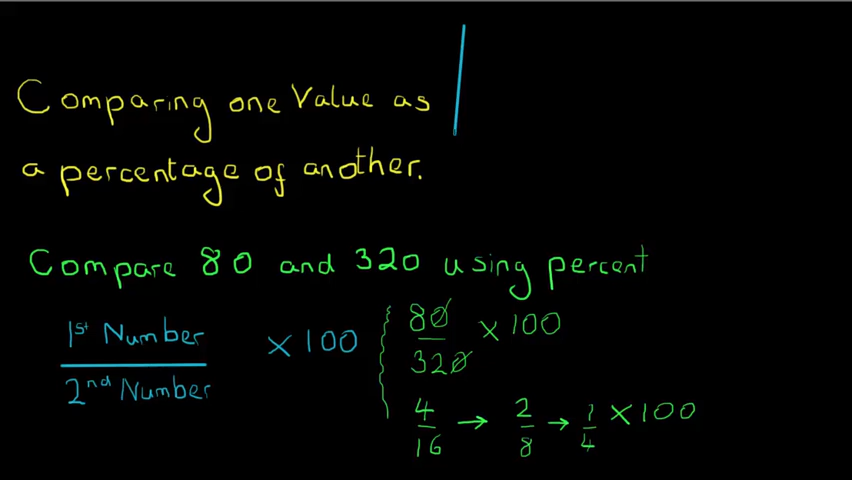 Comparing one Value as
a percentage of another.
Compare 80 and 320 using percent
1st Number
2nd Number
× 100
80
320
× 100
4
16
→
2
8
→
1
4
× 100